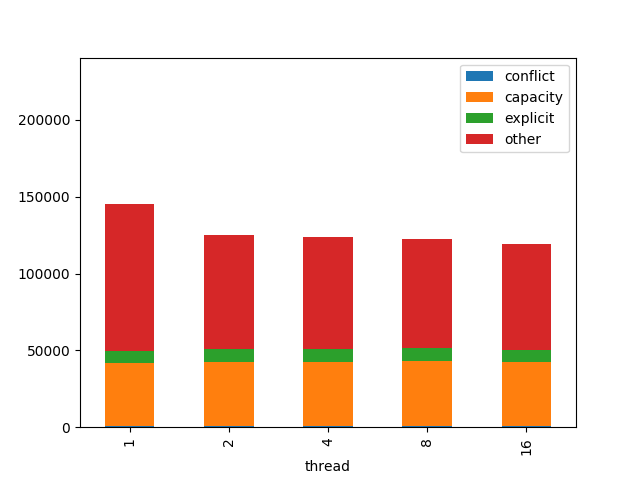 conflict
capacity
explicit
other
200000
150000
100000
50000
0
1
2
4
8
16
thread